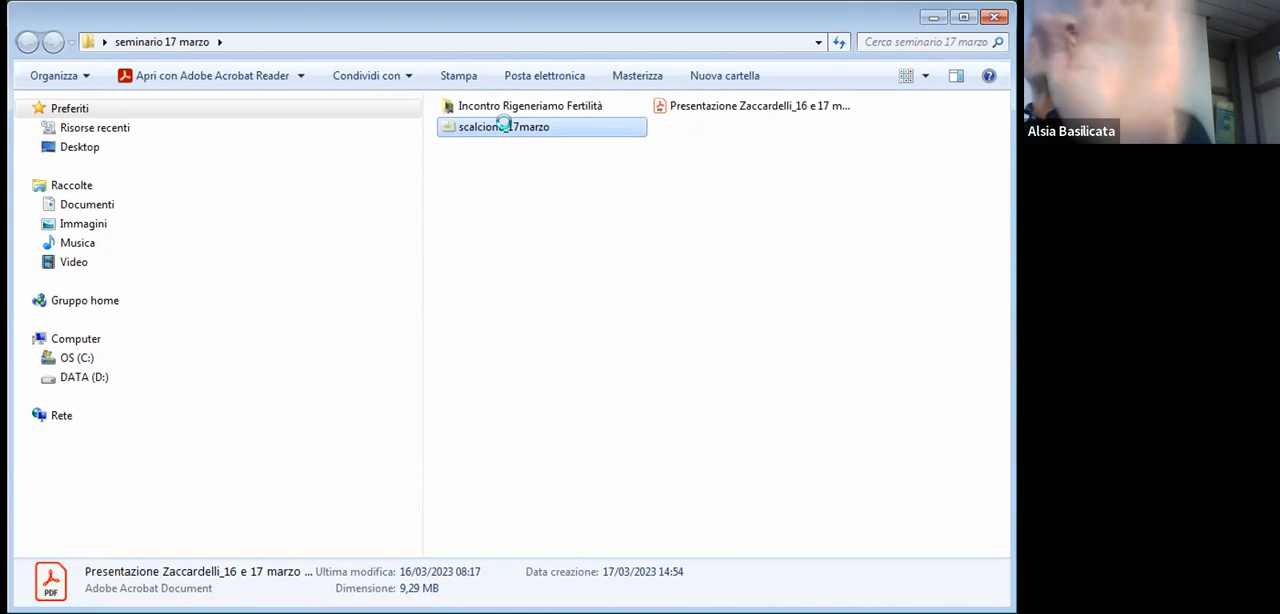 seminario 17 marzo
Cerca seminario 17 marzo
Organizza
Apri con Adobe Acrobat Reader
Condividi con
Stampa
Posta elettronica
Masterizza
Nuova cartella
Preferiti
Risorse recenti
Desktop
Raccolte
Documenti
Immagini
Musica
Video
Gruppo home
Computer
OS (C:)
DATA (D:)
Rete
Incontro Rigeneriamo Fertilità
Presentazione Zaccardelli_16 e 17 m...
Presentazione Zaccardelli_16 e 17 marzo ... Ultima modifica: 16/03/2023 08:17 Data creazione: 17/03/2023 14:54
Adobe Acrobat Document Dimensione: 9,29 MB
PDF
Alsia Basilicata